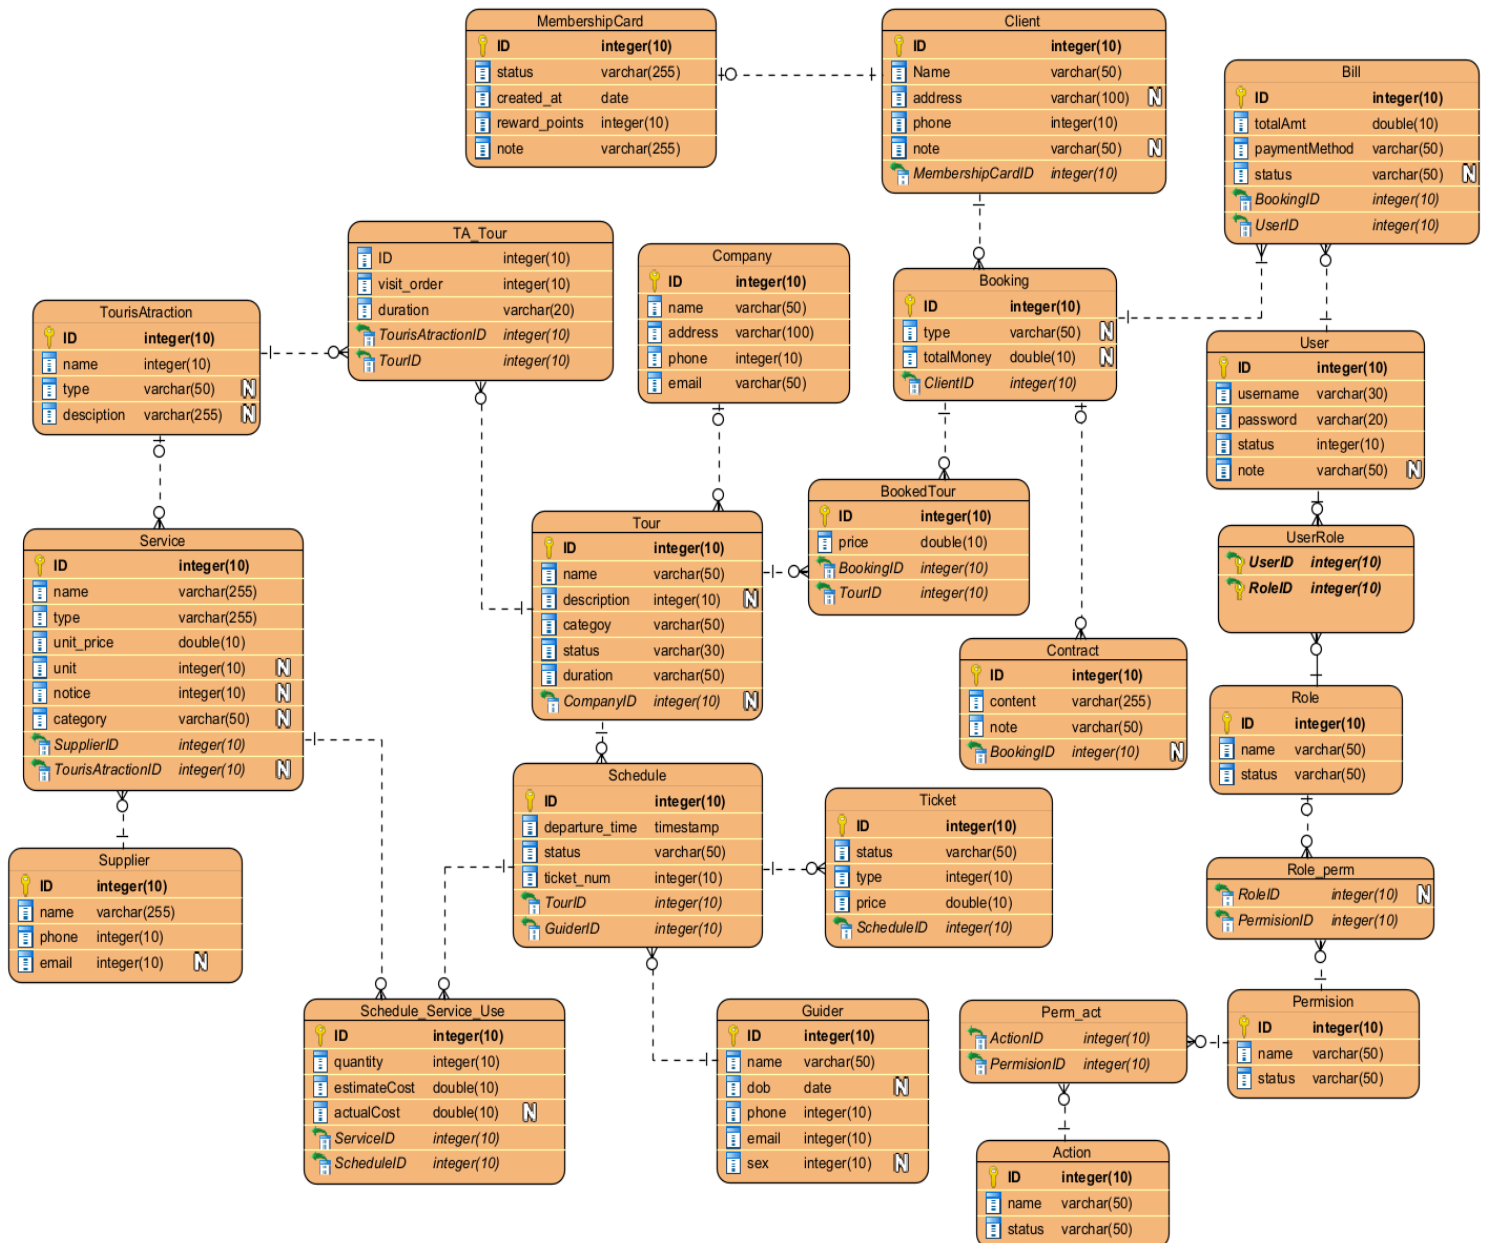 MembershipCard
ID integer(10)
status varchar(255)
created_at date
reward_points integer(10)
note varchar(255)
Client
ID integer(10)
Name varchar(50)
address varchar(100) N
phone integer(10)
note varchar(50) N
MembershipCardID integer(10)
Bill
ID integer(10)
totalAmt double(10)
paymentMethod varchar(50)
status varchar(50) N
BookingID integer(10)
UserID integer(10)
TA_Tour
ID integer(10)
visit_order integer(10)
duration varchar(20)
TourisAtractionID integer(10)
TourID integer(10)
Company
ID integer(10)
name varchar(50)
address varchar(100)
phone integer(10)
email varchar(50)
Booking
ID integer(10)
type varchar(50) N
totalMoney double(10) N
ClientID integer(10)
TourisAtraction
ID integer(10)
name integer(10)
type varchar(50) N
desciption varchar(255) N
User
ID integer(10)
username varchar(30)
password varchar(20)
status integer(10)
note varchar(50) N
BookedTour
ID integer(10)
price double(10)
BookingID integer(10)
TourID integer(10)
Tour
ID integer(10)
name varchar(50)
description integer(10) N
categoy varchar(50)
status varchar(30)
duration varchar(50)
CompanyID integer(10) N
Service
ID integer(10)
name varchar(255)
type varchar(255)
unit_price double(10)
unit integer(10) N
notice integer(10) N
category varchar(50) N
SupplierID integer(10)
TourisAtractionID integer(10) N
UserRole
UserID integer(10)
RoleID integer(10)
Contract
ID integer(10)
content varchar(255)
note varchar(50)
BookingID integer(10) N
Role
ID integer(10)
name varchar(50)
status varchar(50)
Schedule
ID integer(10)
departure_time timestamp
status varchar(50)
ticket_num integer(10)
TourID integer(10)
GuiderID integer(10)
Ticket
ID integer(10)
status varchar(50)
type integer(10)
price double(10)
ScheduleID integer(10)
Supplier
ID integer(10)
name varchar(255)
phone integer(10)
email integer(10) N
Role_perm
RoleID integer(10) N
PermisionID integer(10)
Schedule_Service_Use
ID integer(10)
quantity integer(10)
estimateCost double(10)
actualCost double(10) N
ServiceID integer(10)
ScheduleID integer(10)
Guider
ID integer(10)
name varchar(50)
dob date N
phone integer(10)
email integer(10)
sex integer(10) N
Perm_act
ActionID integer(10)
PermisionID integer(10)
Permision
ID integer(10)
name varchar(50)
status varchar(50)
Action
ID integer(10)
name varchar(50)
status varchar(50)